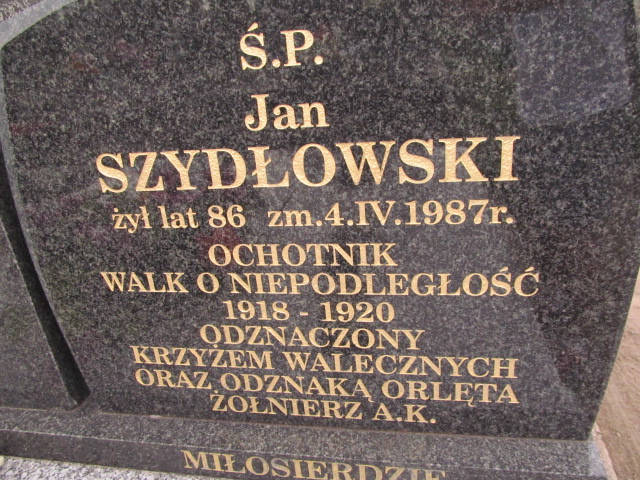 Ś.P.
Jan
SZYDŁOWSKI
żył lat 86 zm.4.IV.1987r.
OCHOTNIK
WALK O NIEPODLEGŁOŚĆ
1918 - 1920
ODZNACZONY
KRZYŻEM WALECZNYCH
ORAZ ODZNAKĄ ORLĘTA
ŻOŁNIERZ A.K.
MIŁOSIERDZIE